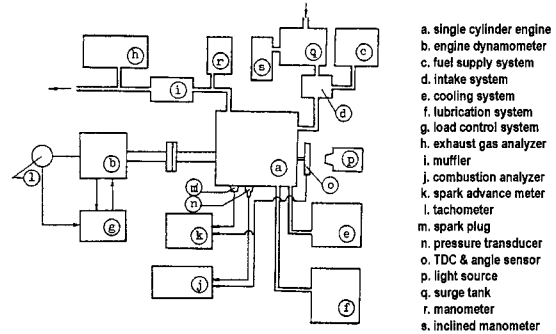 h
r
s
q
c
i
d
a
p
b
l
o
m
n
g
k
e
j
f
a. single cylinder engine
b. engine dynamometer
c. fuel supply system
d. intake system
e. cooling system
f. lubrication system
g. load control system
h. exhaust gas analyzer
i. muffler
j. combustion analyzer
k. spark advance meter
l. tachometer
m. spark plug
n. pressure transducer
o. TDC & angle sensor
p. light source
q. surge tank
r. manometer
s. inclined manometer